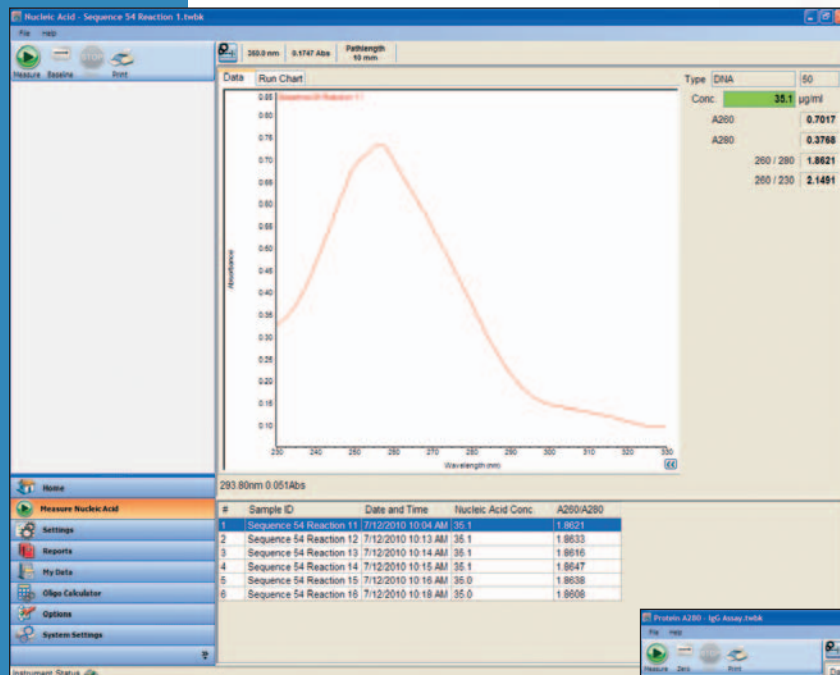 Nucleic Acid - Sequence 54 Reaction 1.twbk
File Help
Measure Baseline STOP Print
260.0 nm 0.1747 Abs Pathlength 10 mm
Data Run Chart
Type DNA 50
Conc. 35.1 µg/ml
A260 0.7017
A280 0.3768
260 / 280 1.8621
260 / 230 2.1491
0.85
0.80
0.75
0.70
0.65
0.60
0.55
0.50
0.45
0.40
0.35
0.30
0.25
0.20
0.15
0.10
Absorbance
230 240 250 260 270 280 290 300 310 320 330
Wavelength(nm)
293.80nm 0.051Abs
Home
Measure Nucleic Acid
Settings
Reports
My Data
Oligo Calculator
Options
System Settings
Instrument Status
# Sample ID Date and Time Nucleic Acid Conc. A260/A280
1 Sequence 54 Reaction 11 7/12/2010 10:04 AM 35.1 1.8621
2 Sequence 54 Reaction 12 7/12/2010 10:13 AM 35.1 1.8633
3 Sequence 54 Reaction 13 7/12/2010 10:14 AM 35.1 1.8616
4 Sequence 54 Reaction 14 7/12/2010 10:15 AM 35.1 1.8647
5 Sequence 54 Reaction 15 7/12/2010 10:16 AM 35.0 1.8638
6 Sequence 54 Reaction 16 7/12/2010 10:18 AM 35.0 1.8608
Protein A280 - IgG Assay.twbk
File Help
Measure Zero Print